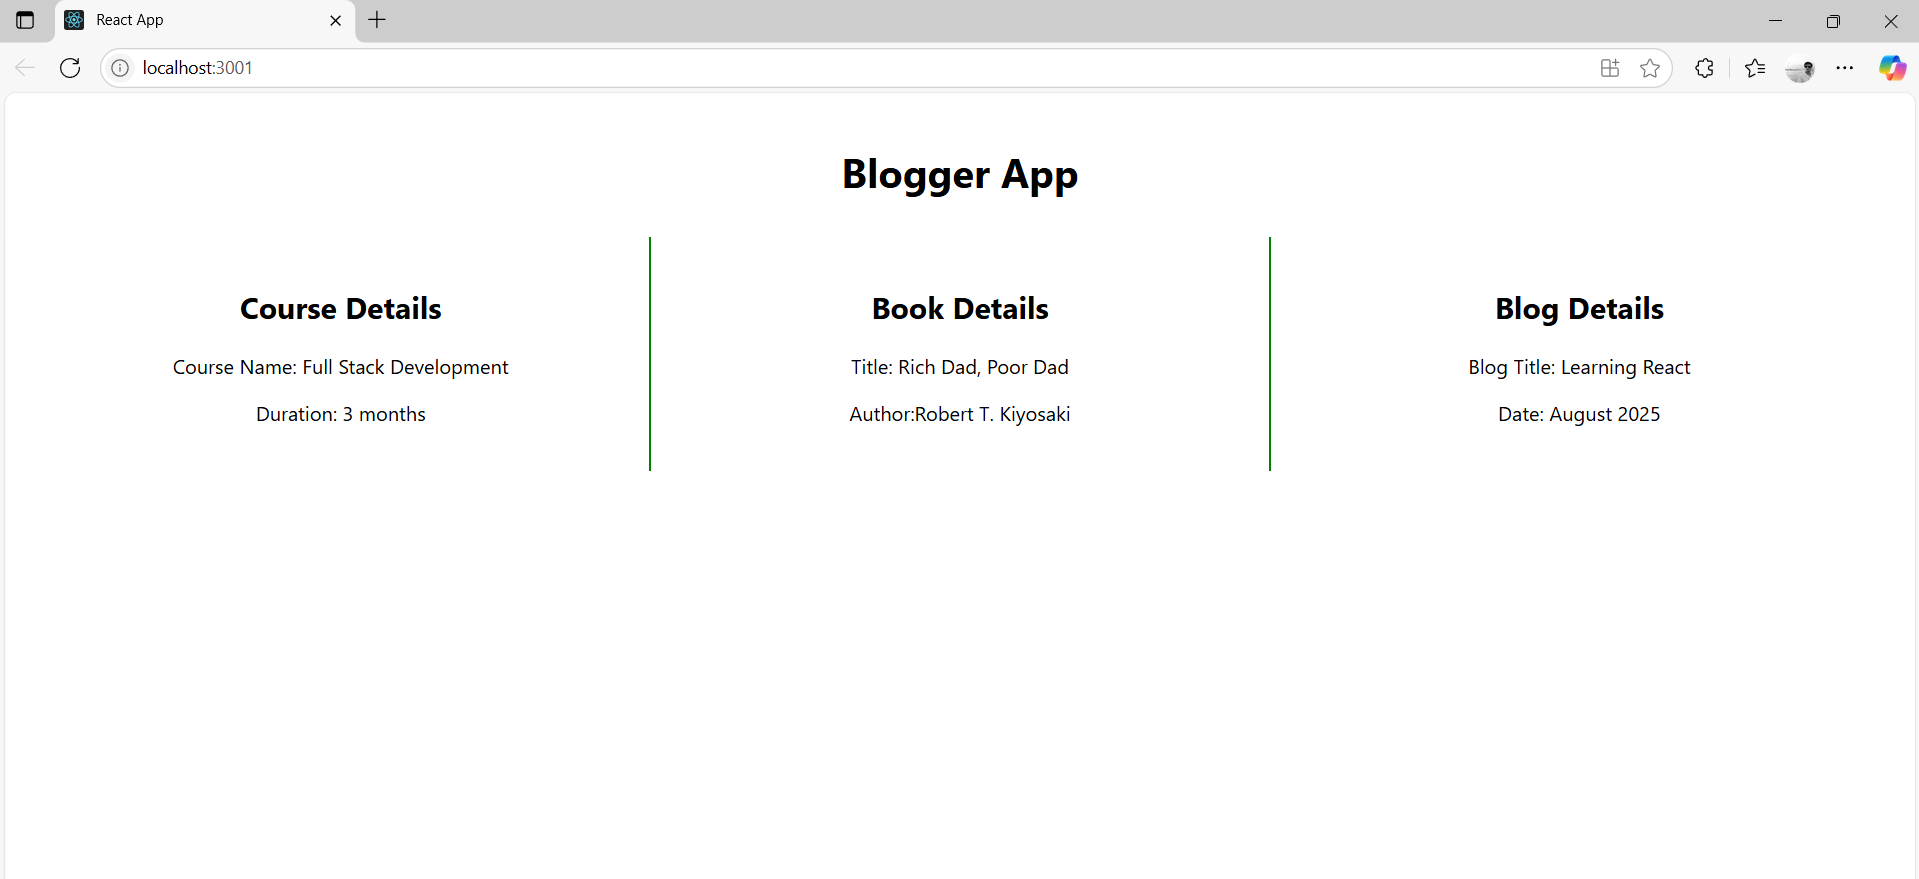 React App
localhost:3001
Blogger App
Course Details
Course Name: Full Stack Development
Duration: 3 months
Book Details
Title: Rich Dad, Poor Dad
Author:Robert T. Kiyosaki
Blog Details
Blog Title: Learning React
Date: August 2025